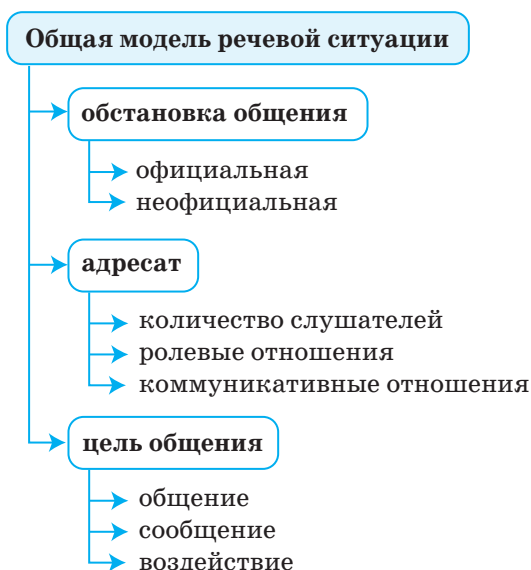 Общая модель речевой ситуации
обстановка общения
официальная
неофициальная
адресат
количество слушателей
ролевые отношения
коммуникативные отношения
цель общения
общение
сообщение
воздействие